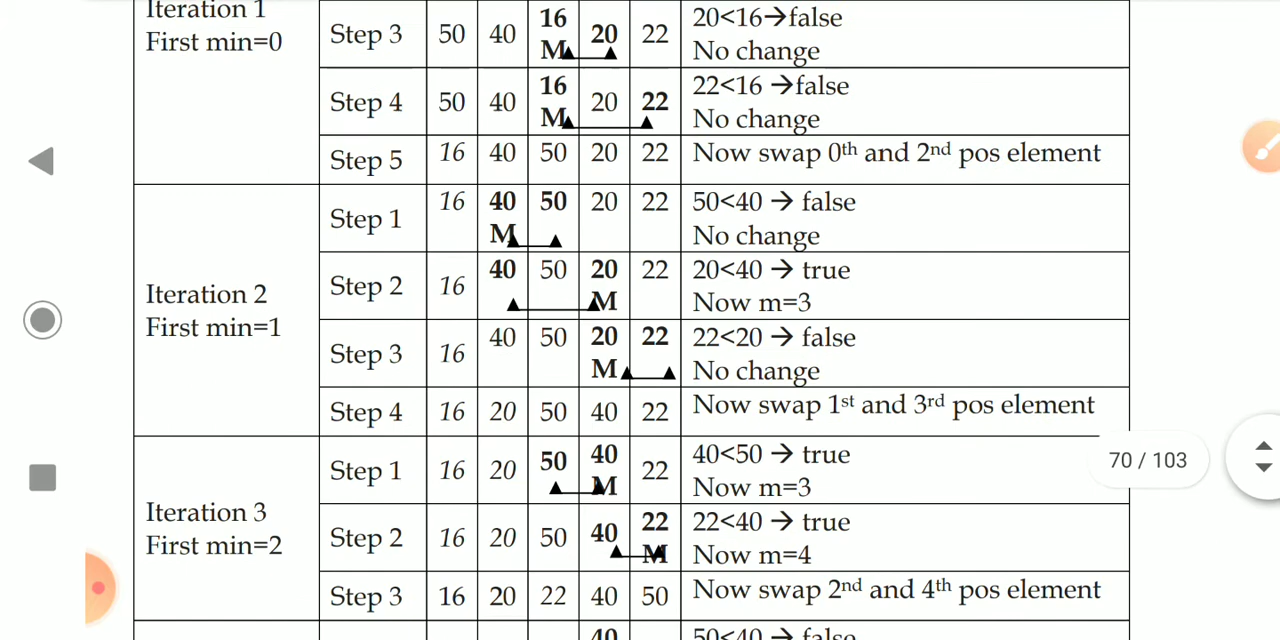 Iteration 1
First min=0
Step 3 50 40 16 M 20 22 20<16→false
No change
Step 4 50 40 16 M 20 22 22<16 →false
No change
Step 5 16 40 50 20 22 Now swap 0th and 2nd pos element
Iteration 2
First min=1
Step 1 16 40 M 50 20 22 50<40 → false
No change
Step 2 16 40 50 20 M 22 20<40 → true
Now m=3
Step 3 16 40 50 20 M 22 22<20 → false
No change
Step 4 16 20 50 40 22 Now swap 1st and 3rd pos element
Iteration 3
First min=2
Step 1 16 20 50 40 M 22 40<50 → true
Now m=3
Step 2 16 20 50 40 22 M 22<40 → true
Now m=4
Step 3 16 20 22 40 50 Now swap 2nd and 4th pos element
40 50<40 → false
70 / 103